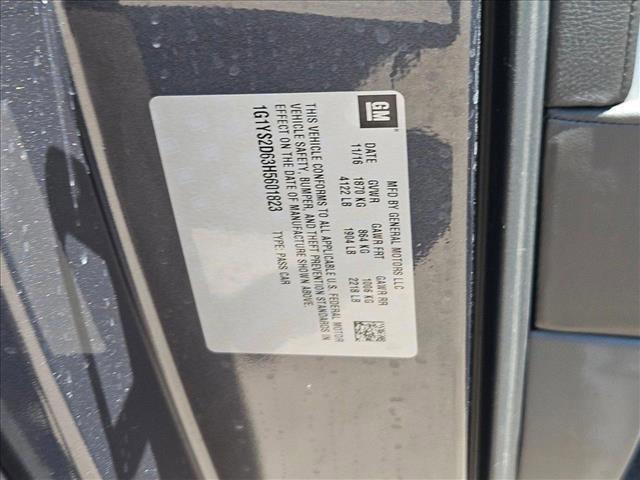 GM
MFD BY GENERAL MOTORS LLC
DATE GVWR GAWR FRT GAWR RR
11/16 1870 KG 864 KG 1006 KG
4122 LB 1904 LB 2218 LB
THIS VEHICLE CONFORMS TO ALL APPLICABLE U.S. FEDERAL MOTOR
VEHICLE SAFETY, BUMPER, AND THEFT PREVENTION STANDARDS IN
EFFECT ON THE DATE OF MANUFACTURE SHOWN ABOVE.
1G1YS2D63H5601823 TYPE: PASS CAR